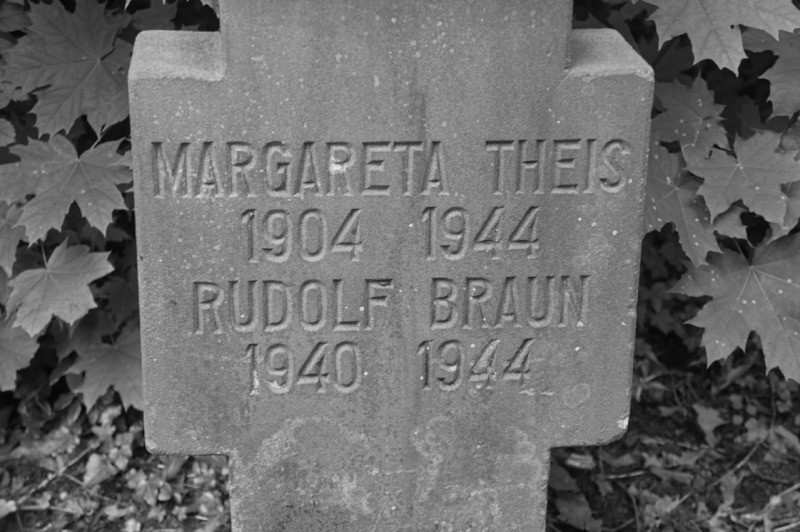 MARGARETA THEIS
1904 1944
RUDOLF BRAUN
1940 1944